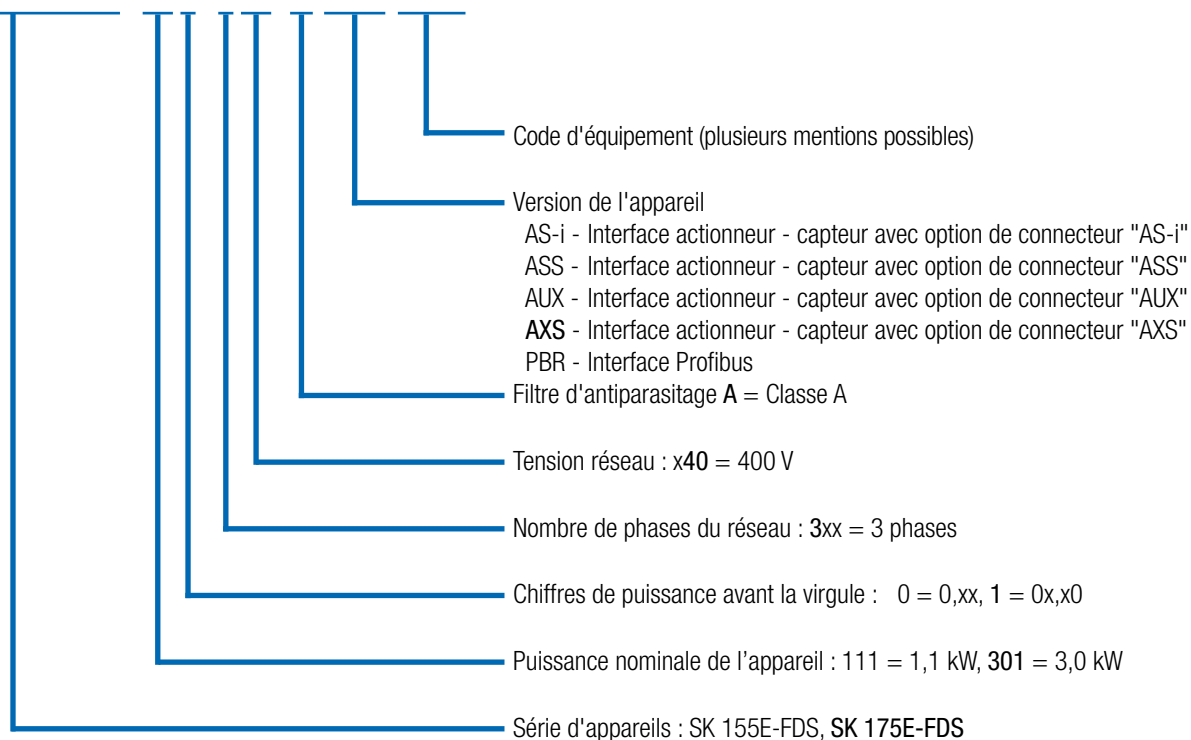 Code d'équipement (plusieurs mentions possibles)
Version de l'appareil
AS-i - Interface actionneur - capteur avec option de connecteur "AS-i"
ASS - Interface actionneur - capteur avec option de connecteur "ASS"
AUX - Interface actionneur - capteur avec option de connecteur "AUX"
AXS - Interface actionneur - capteur avec option de connecteur "AXS"
PBR - Interface Profibus
Filtre d'antiparasitage A = Classe A
Tension réseau : x40 = 400 V
Nombre de phases du réseau : 3xx = 3 phases
Chiffres de puissance avant la virgule : 0 = 0,xx, 1 = 0x,x0
Puissance nominale de l’appareil : 111 = 1,1 kW, 301 = 3,0 kW
Série d'appareils : SK 155E-FDS, SK 175E-FDS